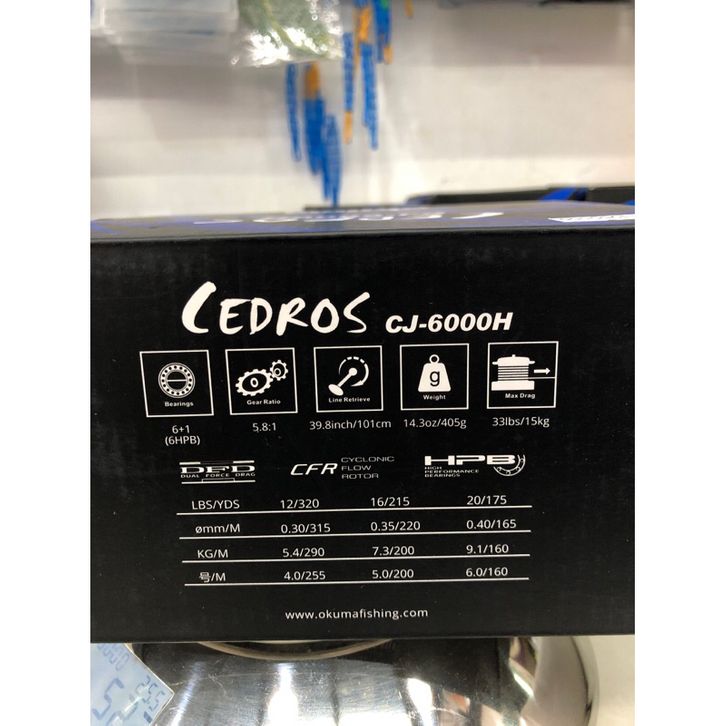 CEDROS CJ-6000H
Bearings Gear Ratio Line Retrieve g Weight Max Drag
6+1 5.8:1 39.8inch/101cm 14.3oz/405g 33lbs/15kg
(6HPB)
DFD CFR CYCLONIC FLOW ROTOR HPB
DUAL FORCE DRAG HIGH PERFORMANCE BEARINGS
LBS/YDS 12/320 16/215 20/175
ømm/M 0.30/315 0.35/220 0.40/165
KG/M 5.4/290 7.3/200 9.1/160
号/M 4.0/255 5.0/200 6.0/160
www.okumafishing.com